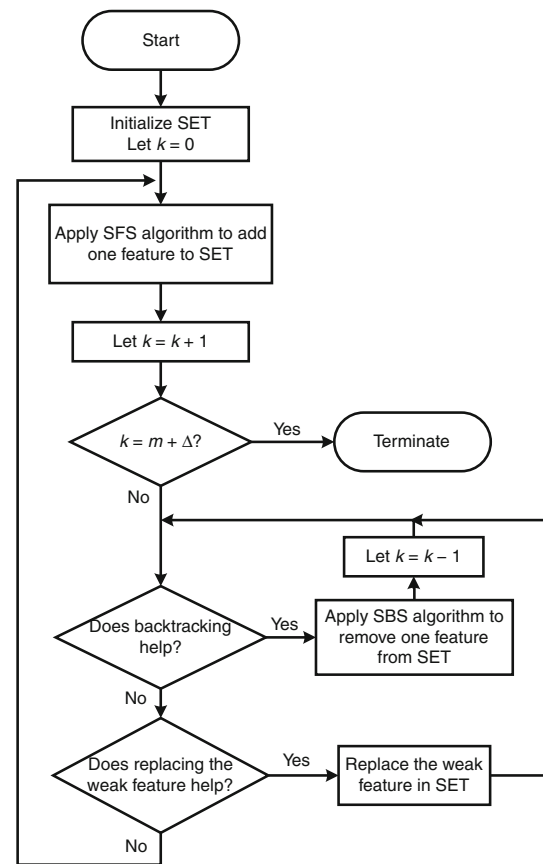 Start
Initialize SET
Let k = 0
Apply SFS algorithm to add
one feature to SET
Let k = k + 1
k = m + Δ?
Yes
Terminate
No
Let k = k − 1
Does backtracking
help?
Yes
Apply SBS algorithm to
remove one feature
from SET
No
Does replacing the
weak feature help?
Yes
Replace the weak
feature in SET
No